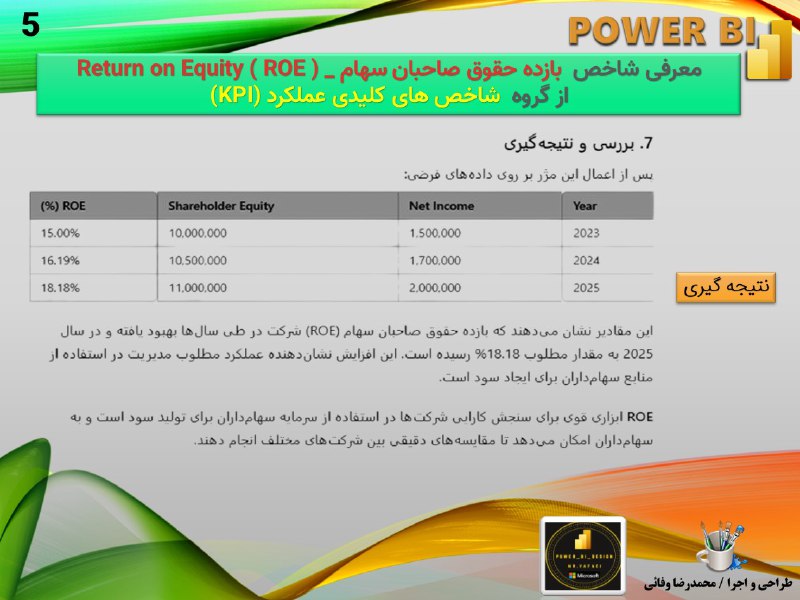 5
POWER BI
معرفی شاخص بازده حقوق صاحبان سهام _ Return on Equity ( ROE )
از گروه شاخص های کلیدی عملکرد (KPI)
7. بررسی و نتیجه‌گیری
پس از اعمال این مژر بر روی داده‌های فرضی:
(%) ROE Shareholder Equity Net Income Year
15.00% 10,000,000 1,500,000 2023
16.19% 10,500,000 1,700,000 2024
18.18% 11,000,000 2,000,000 2025
نتیجه گیری
این مقادیر نشان می‌دهند که بازده حقوق صاحبان سهام (ROE) شرکت در طی سال‌ها بهبود یافته و در سال
2025 به مقدار مطلوب 18.18% رسیده است. این افزایش نشان‌دهنده عملکرد مطلوب مدیریت در استفاده از
منابع سهام‌داران برای ایجاد سود است.
ROE ابزاری قوی برای سنجش کارایی شرکت‌ها در استفاده از سرمایه سهام‌داران برای تولید سود است و به
سهام‌داران امکان می‌دهد تا مقایسه‌های دقیقی بین شرکت‌های مختلف انجام دهند.
POWER_BI_DESIGN
MR.VAFAEI
Microsoft
طراحی و اجرا / محمدرضا وفائی